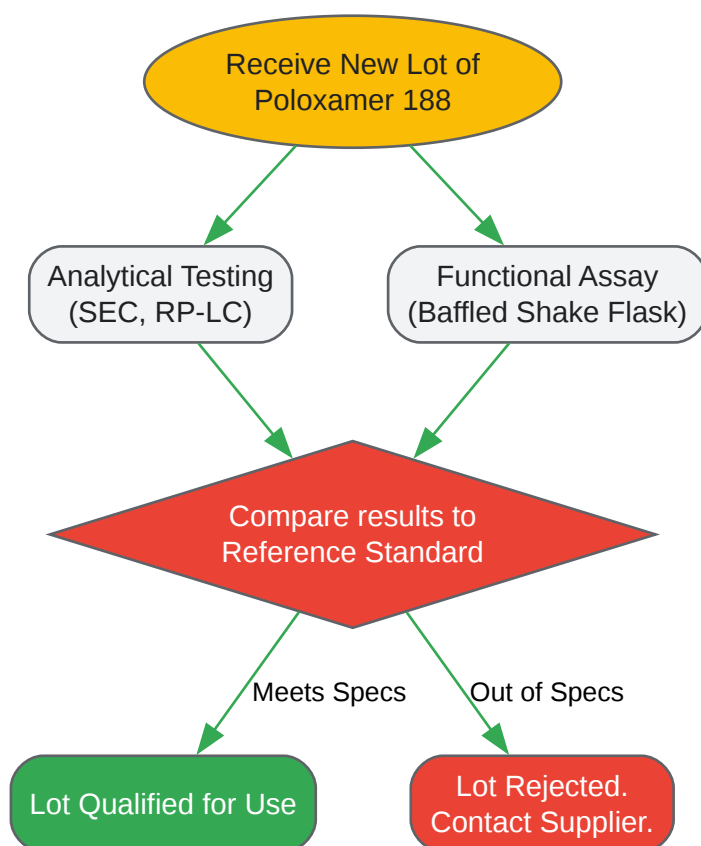 Receive New Lot of
Poloxamer 188
Analytical Testing
(SEC, RP-LC)
Functional Assay
(Baffled Shake Flask)
Compare results to
Reference Standard
Meets Specs
Out of Specs
Lot Qualified for Use
Lot Rejected.
Contact Supplier.